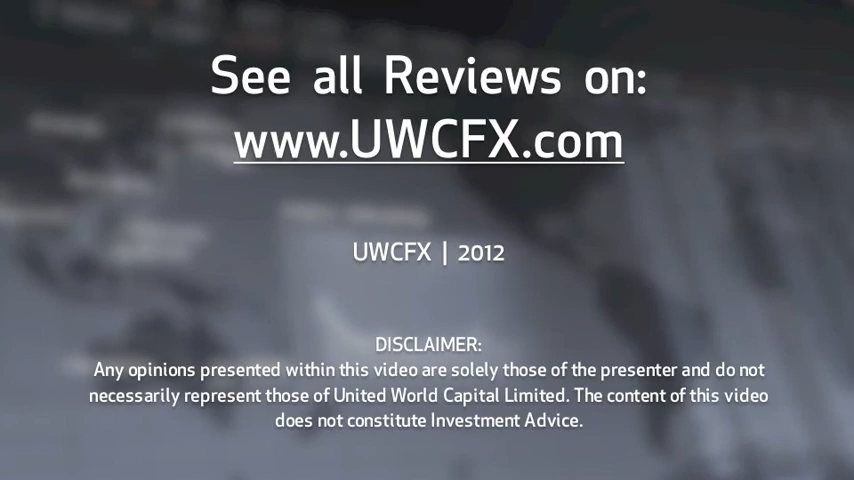 See all Reviews on:
www.UWCFX.com
UWCFX | 2012
DISCLAIMER:
Any opinions presented within this video are solely those of the presenter and do not
necessarily represent those of United World Capital Limited. The content of this video
does not constitute Investment Advice.